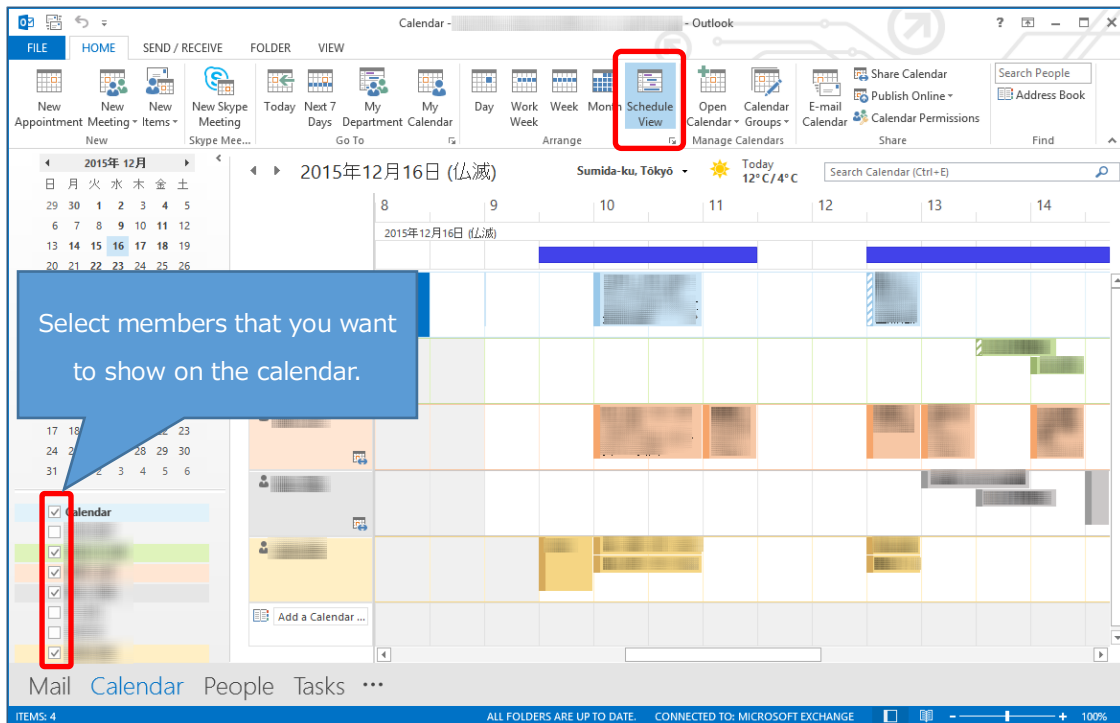 Calendar -
- Outlook
?
FILE HOME SEND / RECEIVE FOLDER VIEW
New Appointment
New Meeting
New Items
New
New Skype Meeting
Skype Mee...
Today
Next 7 Days
My Department
My Calendar
Go To
Day
Work Week
Week
Month
Schedule View
Arrange
Open Calendar
Calendar Groups
Manage Calendars
E-mail Calendar
Share Calendar
Publish Online
Calendar Permissions
Share
Search People
Address Book
Find
2015年 12月
日 月 火 水 木 金 土
29 30 1 2 3 4 5
6 7 8 9 10 11 12
13 14 15 16 17 18 19
20 21 22 23 24 25 26
2015年12月16日 (仏滅)
Sumida-ku, Tōkyō
Today
12°C/4°C
Search Calendar (Ctrl+E)
8 9 10 11 12 13 14
2015年12月16日 (仏滅)
Select members that you want
to show on the calendar.
17 18 22 23
24 28 29 30
31 2 3 4 5 6
Calendar
Add a Calendar ...
Mail Calendar People Tasks •••
ITEMS: 4
ALL FOLDERS ARE UP TO DATE.
CONNECTED TO: MICROSOFT EXCHANGE
100%